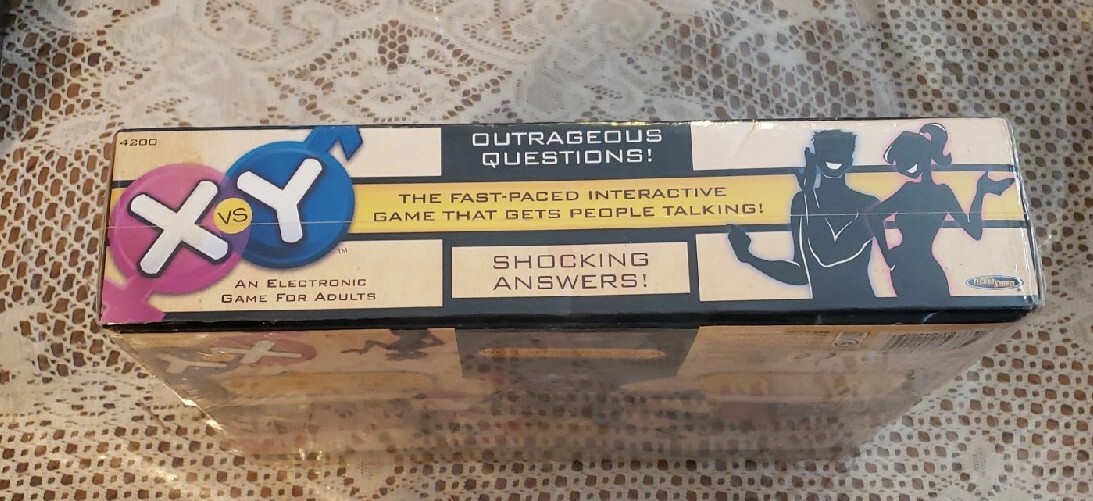 4200
X VS Y
TM
AN ELECTRONIC
GAME FOR ADULTS
OUTRAGEOUS
QUESTIONS!
THE FAST-PACED INTERACTIVE
GAME THAT GETS PEOPLE TALKING!
SHOCKING
ANSWERS!